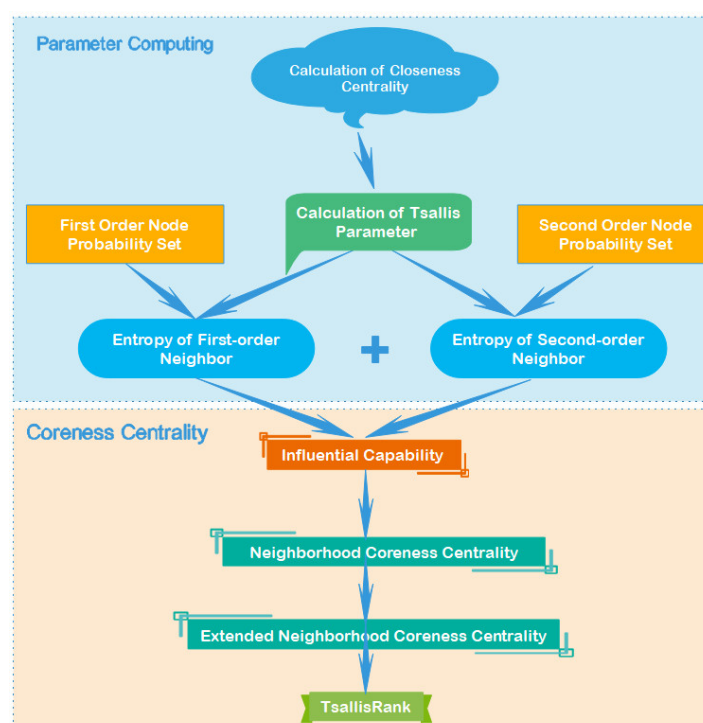 Parameter Computing
Calculation of Closeness
Centrality
First Order Node
Probability Set
Calculation of Tsallis
Parameter
Second Order Node
Probability Set
Entropy of First-order
Neighbor
+
Entropy of Second-order
Neighbor
Coreness Centrality
Influential Capability
Neighborhood Coreness Centrality
Extended Neighborhood Coreness Centrality
TsallisRank